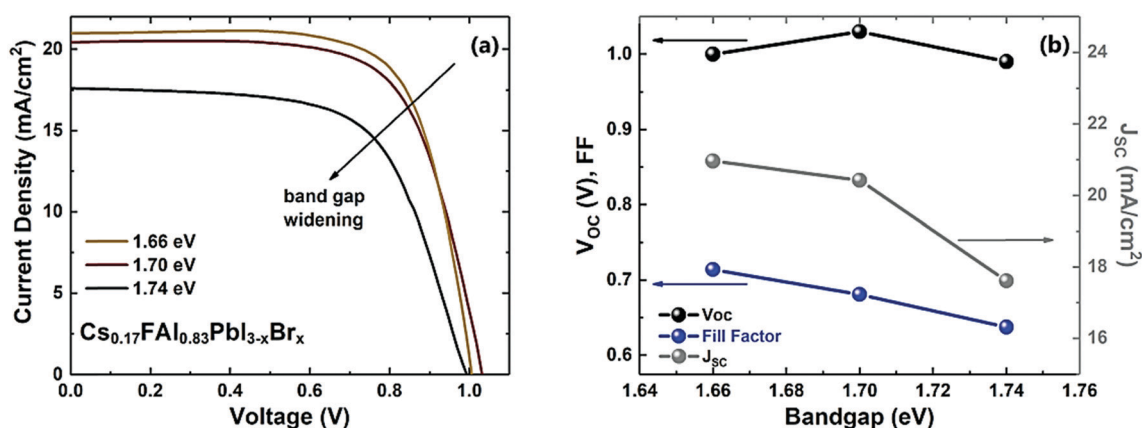 (a)
Current Density (mA/cm²)
20
15
10
5
0
band gap
widening
1.66 eV
1.70 eV
1.74 eV
Cs₀.₁₇FAI₀.₈₃PbI₃₋ₓBrₓ
0.0 0.2 0.4 0.6 0.8 1.0
Voltage (V)
(b)
V_OC (V), FF
1.0
0.9
0.8
0.7
0.6
Voc
Fill Factor
J_SC
24
22
20
18
16
J_SC (mA/cm²)
1.64 1.66 1.68 1.70 1.72 1.74 1.76
Bandgap (eV)